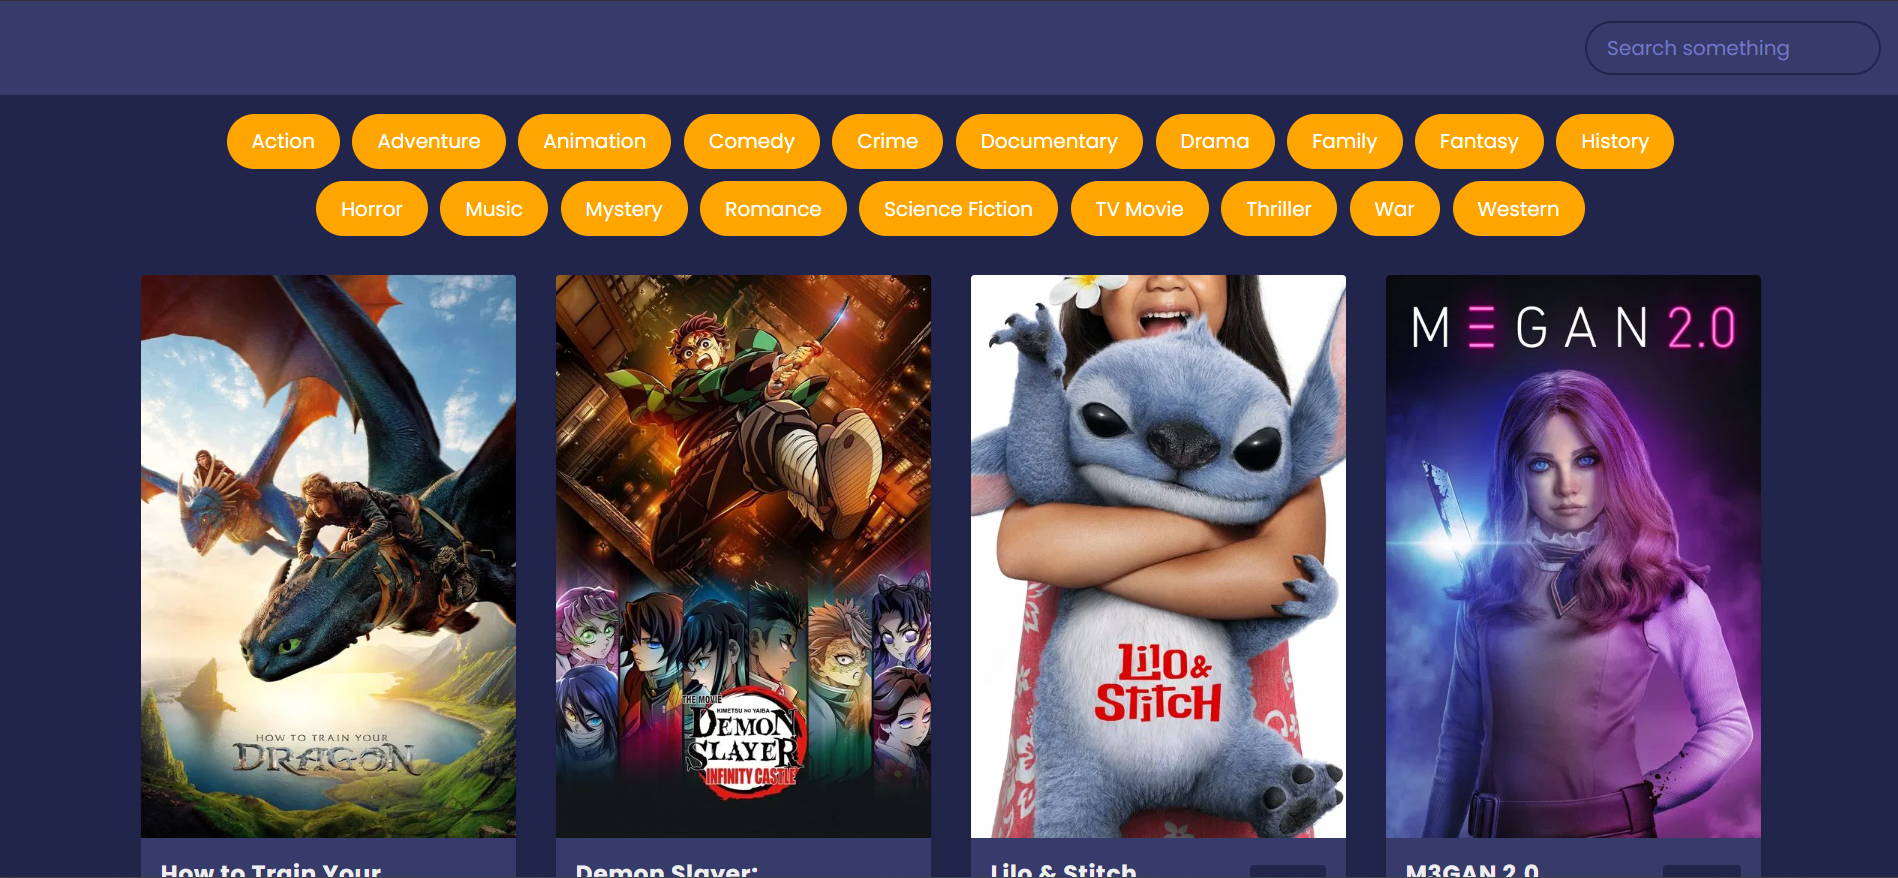 Search something
Action Adventure Animation Comedy Crime Documentary Drama Family Fantasy History
Horror Music Mystery Romance Science Fiction TV Movie Thriller War Western
HOW TO TRAIN YOUR
DRAGON
THE MOVIE
KIMETSU NO YAIBA
DEMON
SLAYER
INFINITY CASTLE
Lilo &
Stitch
M3GAN 2.0
How to Train Your
Demon Slayer:
Lilo & Stitch
M3GAN 2.0